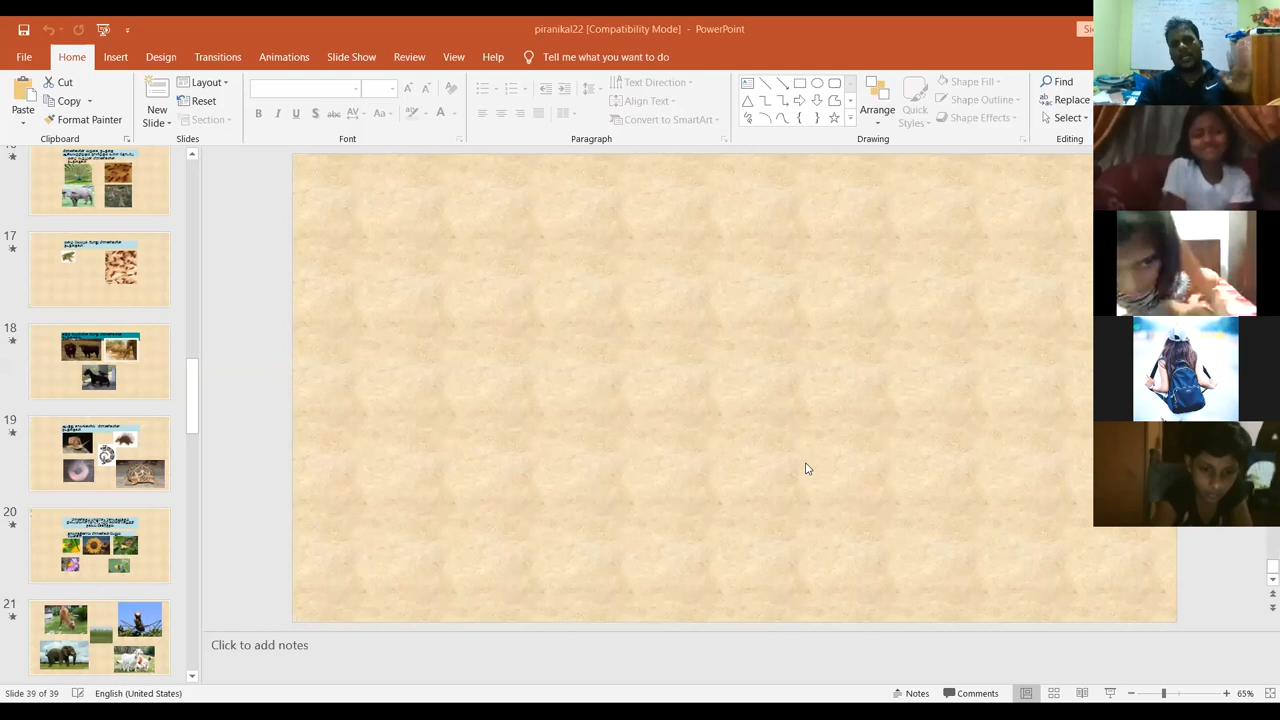 piranikal22 [Compatibility Mode] - PowerPoint
File Home Insert Design Transitions Animations Slide Show Review View Help Tell me what you want to do
Paste
Cut
Copy
Format Painter
Clipboard
New
Slide
Layout
Reset
Section
Slides
B I U S abc AV Aa A
Font
Text Direction
Align Text
Convert to SmartArt
Paragraph
Arrange
Quick
Styles
Shape Fill
Shape Outline
Shape Effects
Drawing
Find
Replace
Select
Editing
17
18
19
20
21
Click to add notes
Slide 39 of 39 English (United States) Notes Comments 65%